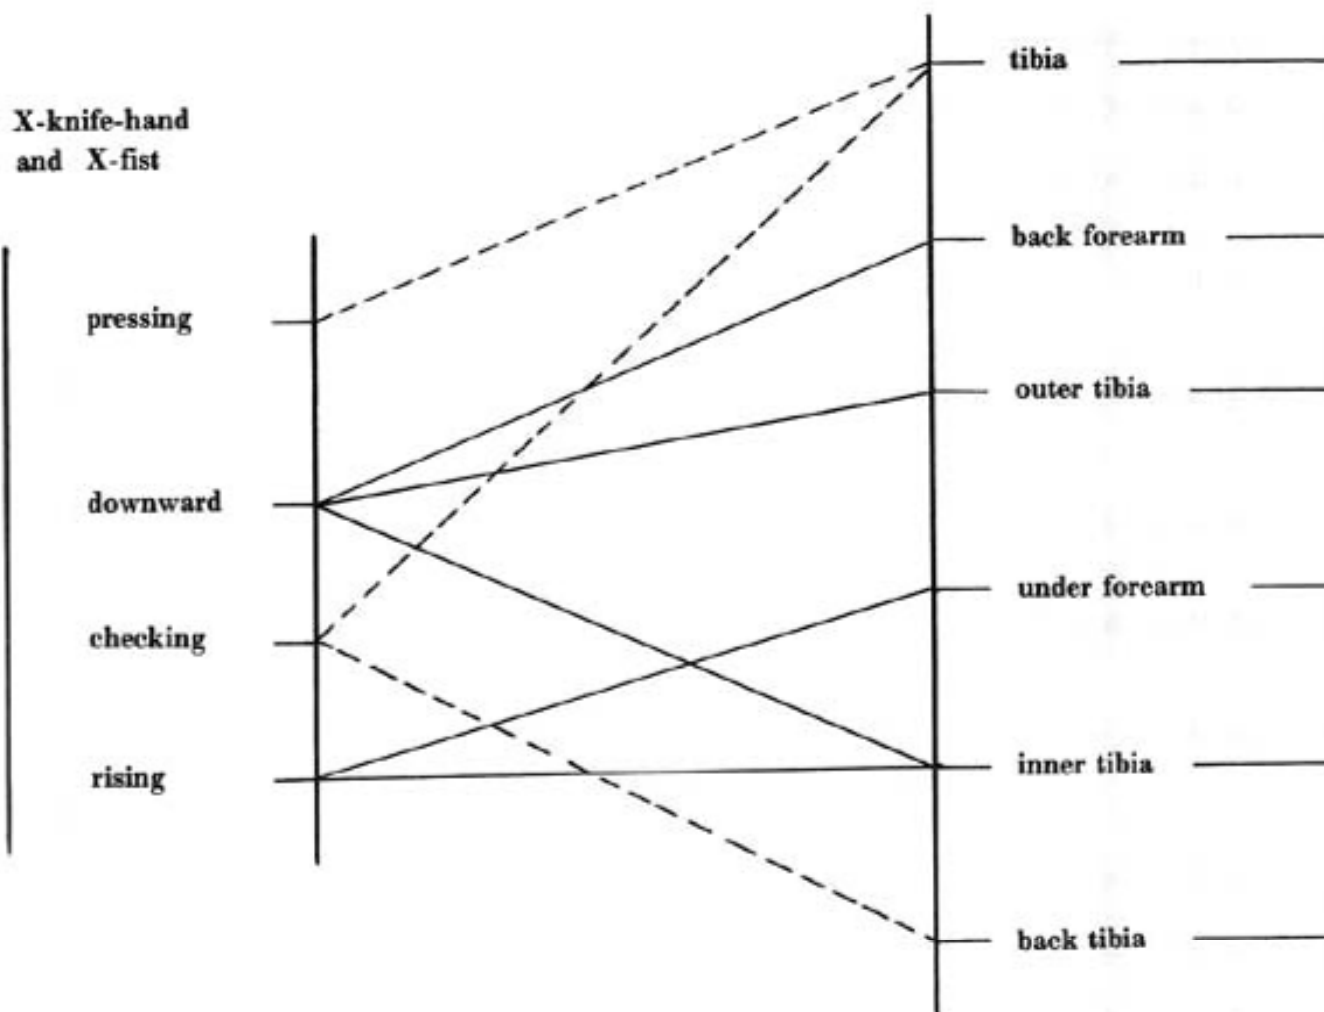 X-knife-hand
and X-fist
pressing
downward
checking
rising
tibia
back forearm
outer tibia
under forearm
inner tibia
back tibia